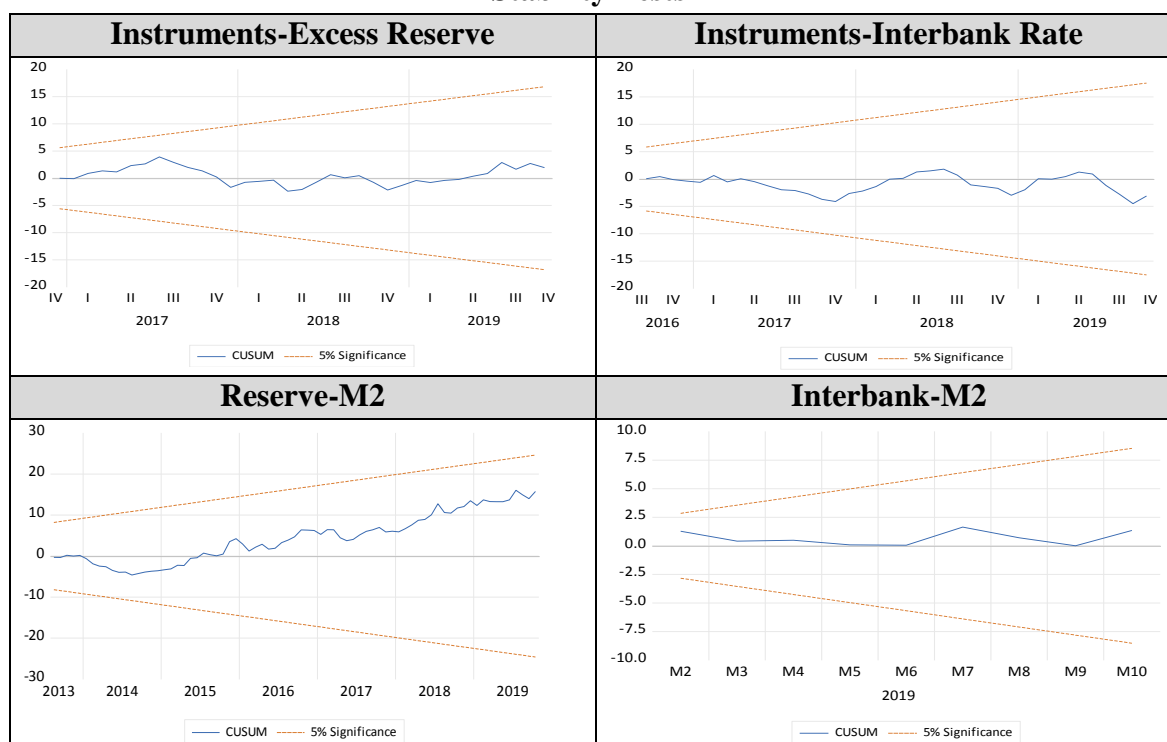 Instruments-Excess Reserve
20
15
10
5
0
-5
-10
-15
-20
IV I II III IV I II III IV I II III IV
2017 2018 2019
CUSUM 5% Significance
Instruments-Interbank Rate
20
15
10
5
0
-5
-10
-15
-20
III IV I II III IV I II III IV I II III IV
2016 2017 2018 2019
CUSUM 5% Significance
Reserve-M2
30
20
10
0
-10
-20
-30
2013 2014 2015 2016 2017 2018 2019
CUSUM 5% Significance
Interbank-M2
10.0
7.5
5.0
2.5
0.0
-2.5
-5.0
-7.5
-10.0
M2 M3 M4 M5 M6 M7 M8 M9 M10
2019
CUSUM 5% Significance